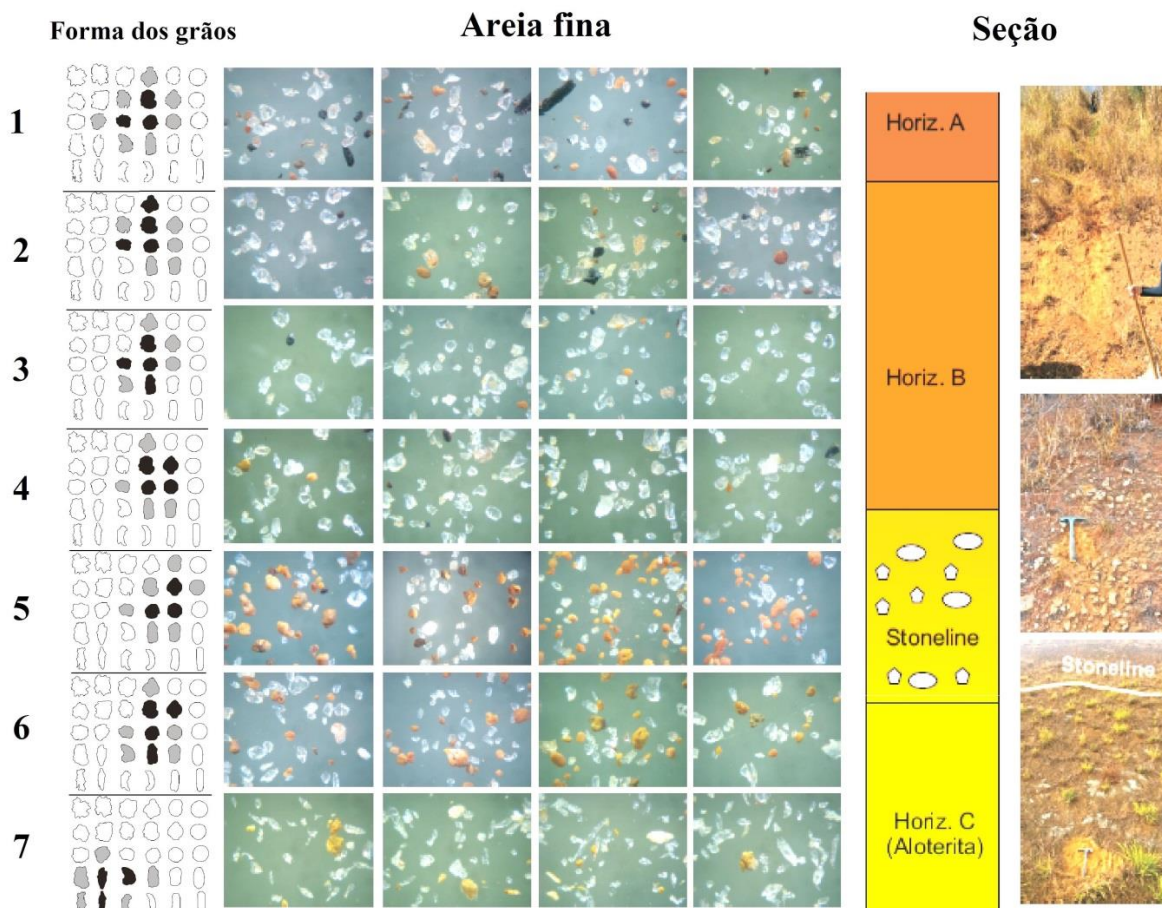 Forma dos grãos
Areia fina
Seção
1
2
3
4
5
6
7
Horiz. A
Horiz. B
Stoneline
Horiz. C
(Aloterita)
Stoneline